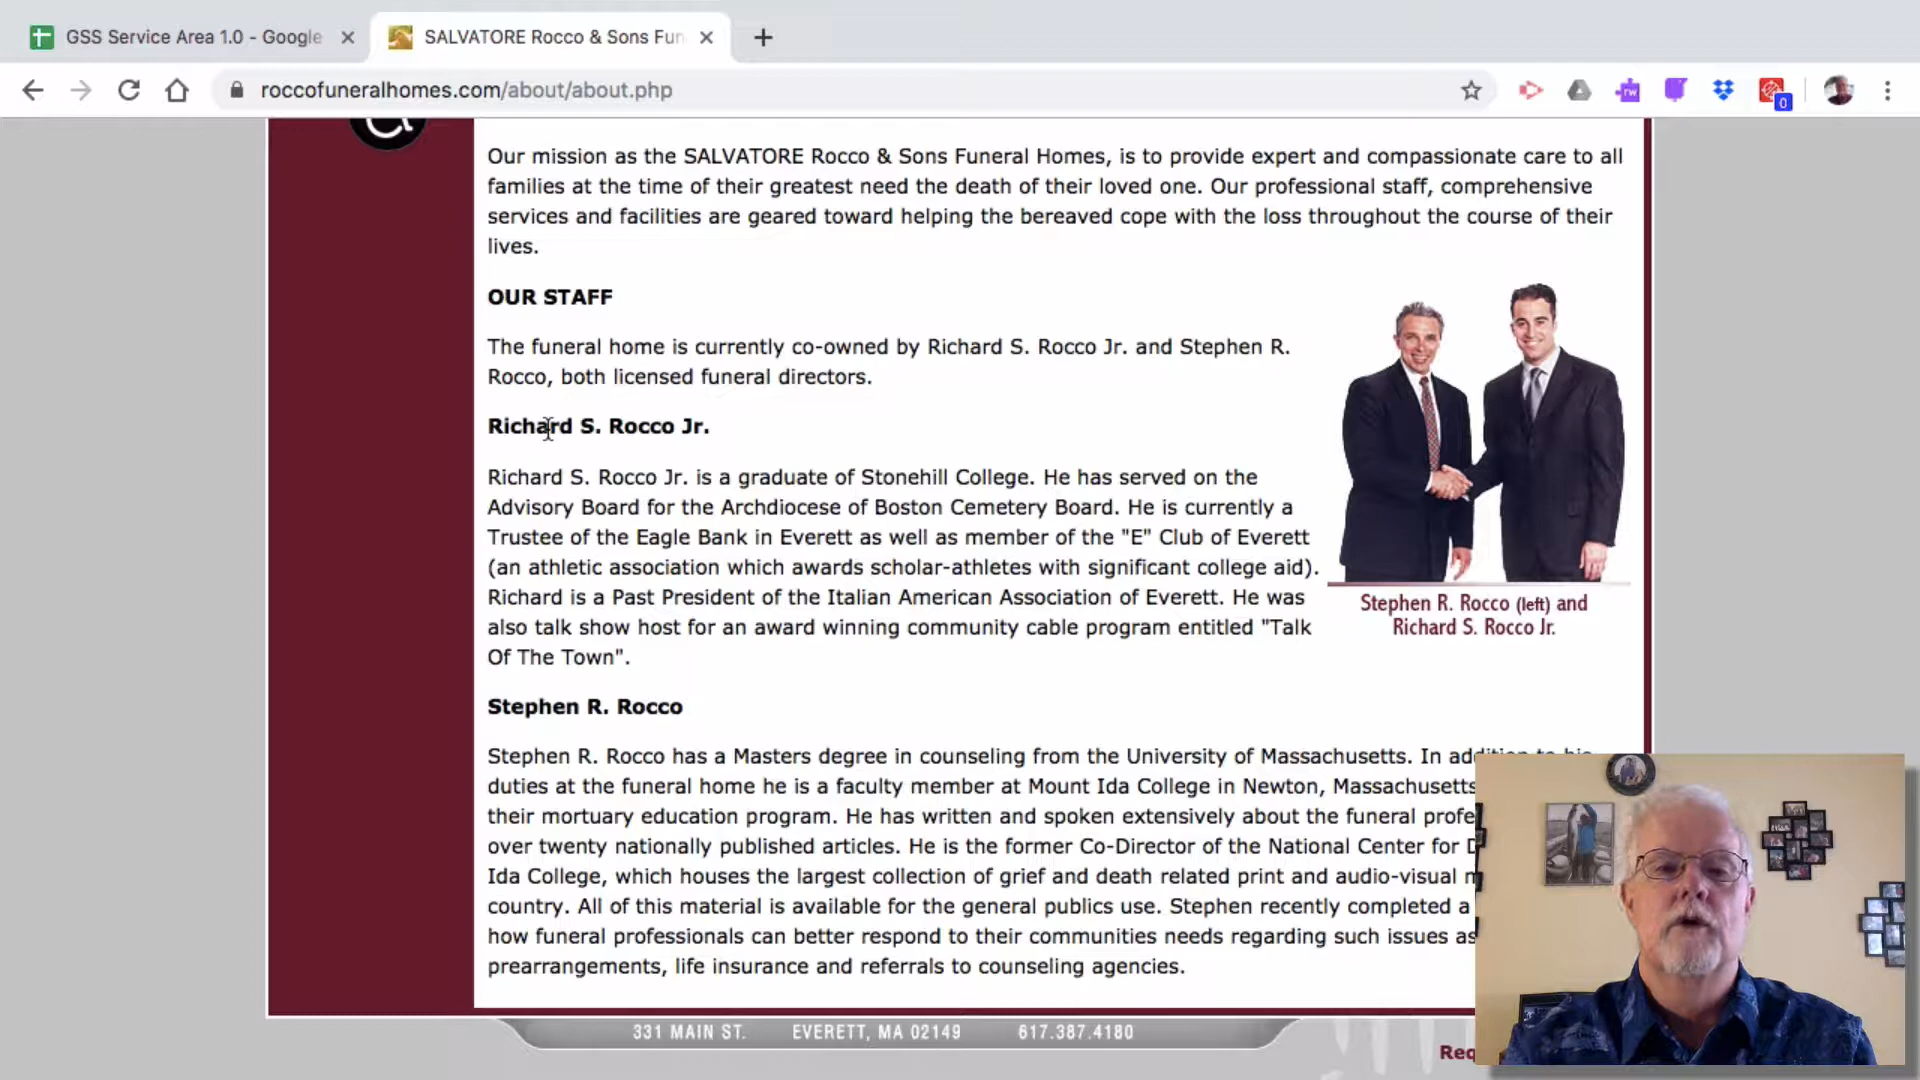 GSS Service Area 1.0 - Google
SALVATORE Rocco & Sons Fun
roccofuneralhomes.com/about/about.php
rw
0
Our mission as the SALVATORE Rocco & Sons Funeral Homes, is to provide expert and compassionate care to all
families at the time of their greatest need the death of their loved one. Our professional staff, comprehensive
services and facilities are geared toward helping the bereaved cope with the loss throughout the course of their
lives.
OUR STAFF
The funeral home is currently co-owned by Richard S. Rocco Jr. and Stephen R.
Rocco, both licensed funeral directors.
Richard S. Rocco Jr.
Richard S. Rocco Jr. is a graduate of Stonehill College. He has served on the
Advisory Board for the Archdiocese of Boston Cemetery Board. He is currently a
Trustee of the Eagle Bank in Everett as well as member of the "E" Club of Everett
(an athletic association which awards scholar-athletes with significant college aid).
Richard is a Past President of the Italian American Association of Everett. He was
also talk show host for an award winning community cable program entitled "Talk
Of The Town".
Stephen R. Rocco (left) and
Richard S. Rocco Jr.
Stephen R. Rocco
Stephen R. Rocco has a Masters degree in counseling from the University of Massachusetts. In addition to his
duties at the funeral home he is a faculty member at Mount Ida College in Newton, Massachusetts
their mortuary education program. He has written and spoken extensively about the funeral profe
over twenty nationally published articles. He is the former Co-Director of the National Center for D
Ida College, which houses the largest collection of grief and death related print and audio-visual m
country. All of this material is available for the general publics use. Stephen recently completed a
how funeral professionals can better respond to their communities needs regarding such issues as
prearrangements, life insurance and referrals to counseling agencies.
331 MAIN ST. EVERETT, MA 02149 617.387.4180
Req